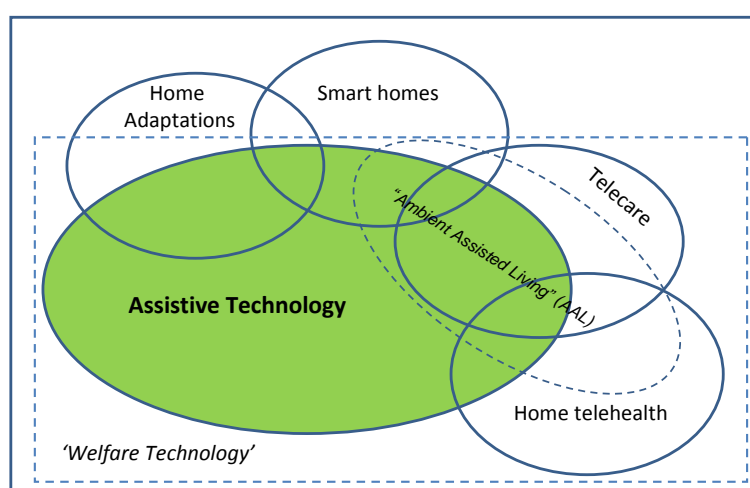 Home
Adaptations
Smart homes
Telecare
“Ambient Assisted Living” (AAL)
Assistive Technology
Home telehealth
‘Welfare Technology’